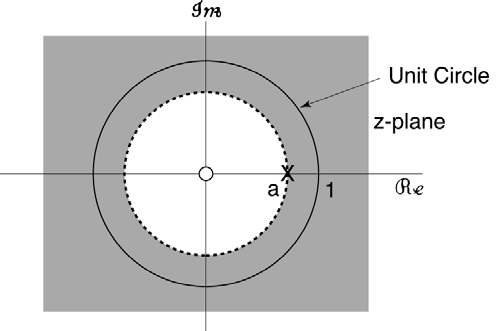 ℐm
Unit Circle
z-plane
a
1
ℛe